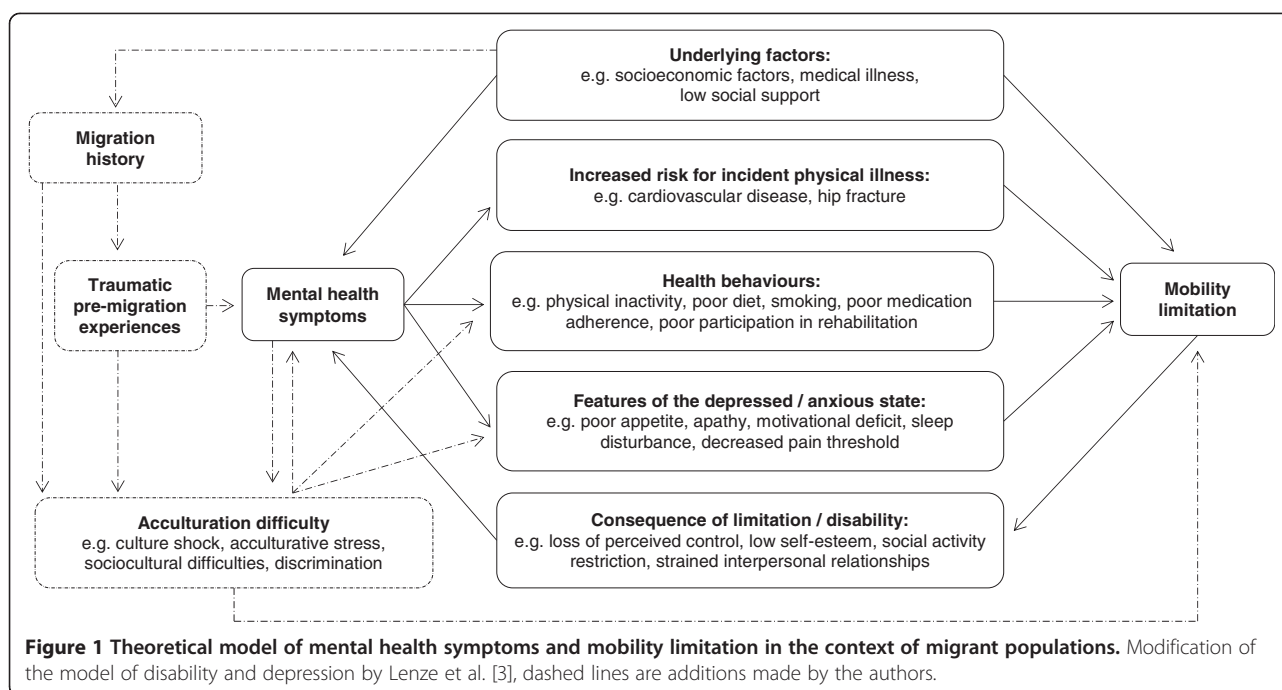 Underlying factors:
e.g. socioeconomic factors, medical illness,
low social support
Migration
history
Increased risk for incident physical illness:
e.g. cardiovascular disease, hip fracture
Traumatic
pre-migration
experiences
Mental health
symptoms
Health behaviours:
e.g. physical inactivity, poor diet, smoking, poor medication
adherence, poor participation in rehabilitation
Mobility
limitation
Features of the depressed / anxious state:
e.g. poor appetite, apathy, motivational deficit, sleep
disturbance, decreased pain threshold
Acculturation difficulty
e.g. culture shock, acculturative stress,
sociocultural difficulties, discrimination
Consequence of limitation / disability:
e.g. loss of perceived control, low self-esteem, social activity
restriction, strained interpersonal relationships
Figure 1 Theoretical model of mental health symptoms and mobility limitation in the context of migrant populations. Modification of
the model of disability and depression by Lenze et al. [3], dashed lines are additions made by the authors.